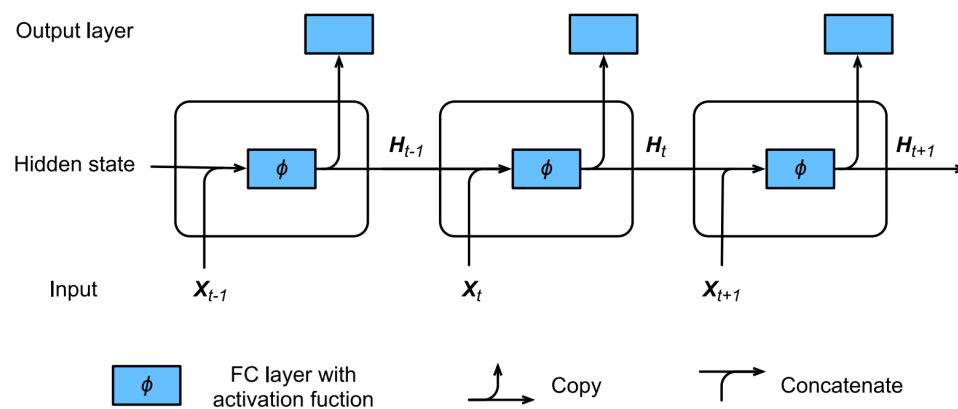 Output layer
Hidden state
ϕ
H_{t-1}
ϕ
H_t
ϕ
H_{t+1}
Input
X_{t-1}
X_t
X_{t+1}
ϕ
FC layer with
activation fuction
Copy
Concatenate